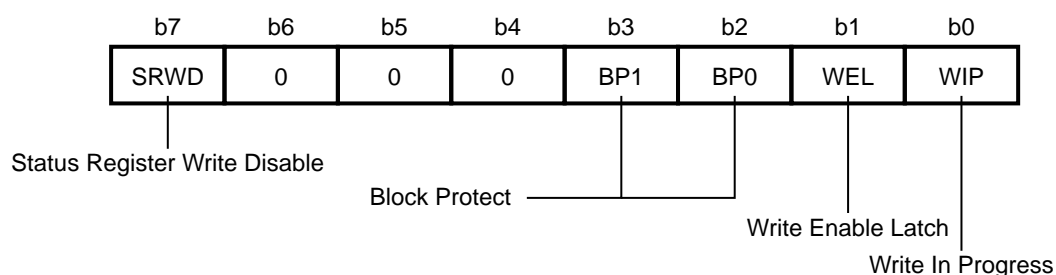 b7 b6 b5 b4 b3 b2 b1 b0
SRWD 0 0 0 BP1 BP0 WEL WIP
Status Register Write Disable
Block Protect
Write Enable Latch
Write In Progress